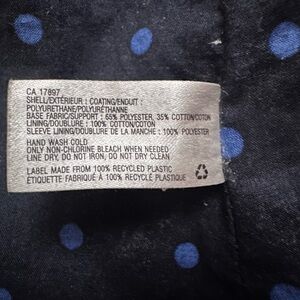 CA 17897
SHELL/EXTÉRIEUR : COATING/ENDUIT :
POLYURETHANE/POLYURÉTHANNE
BASE FABRIC/SUPPORT : 65% POLYESTER, 35% COTTON/COTON
LINING/DOUBLURE : 100% COTTON/COTON
SLEEVE LINING/DOUBLURE DE LA MANCHE : 100% POLYESTER
HAND WASH COLD
ONLY NON-CHLORINE BLEACH WHEN NEEDED
LINE DRY, DO NOT IRON, DO NOT DRY CLEAN
LABEL MADE FROM 100% RECYCLED PLASTIC
ÉTIQUETTE FABRIQUÉ À 100% RECYCLÉ PLASTIQUE